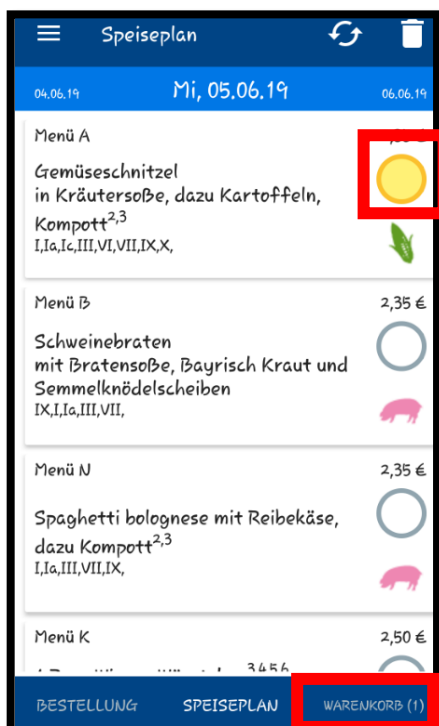 Speiseplan
04.06.19 Mi, 05.06.19 06.06.19
Menü A
Gemüseschnitzel
in Kräutersoße, dazu Kartoffeln,
Kompott2,3
I,Ia,Ic,III,VI,VII,IX,X,
Menü B 2,35 €
Schweinebraten
mit Bratensoße, Bayrisch Kraut und
Semmelknödelscheiben
IX,I,Ia,III,VII,
Menü N 2,35 €
Spaghetti bolognese mit Reibekäse,
dazu Kompott2,3
I,Ia,III,VII,IX,
Menü K 2,50 €
BESTELLUNG SPEISEPLAN WARENKORB (1)